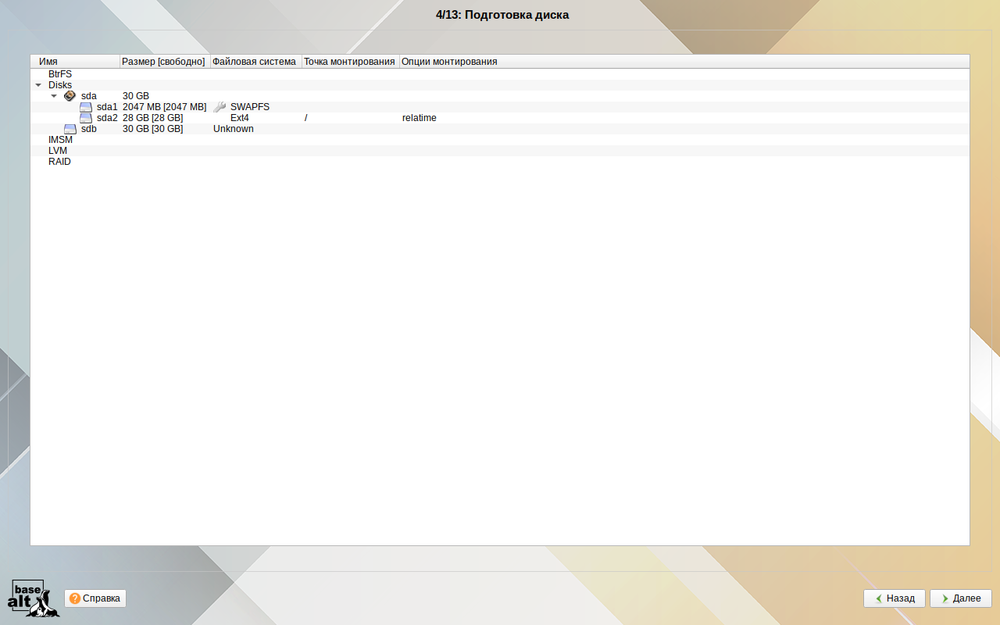 4/13: Подготовка диска
Имя Размер [свободно] Файловая система Точка монтирования Опции монтирования
BtrFS
Disks
sda 30 GB
sda1 2047 MB [2047 MB] SWAPFS
sda2 28 GB [28 GB] Ext4 / relatime
sdb 30 GB [30 GB] Unknown
IMSM
LVM
RAID
base
alt
Справка Назад Далее